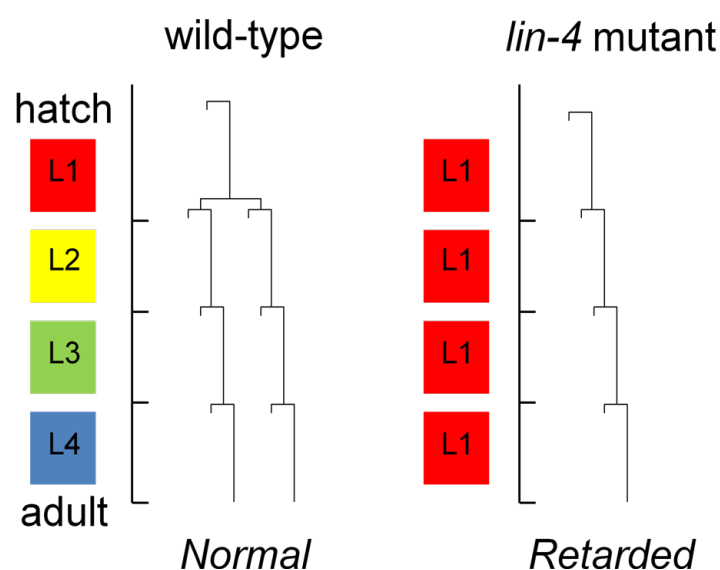 wild-type
lin-4 mutant
hatch
L1
L2
L3
L4
adult
Normal
L1
L1
L1
L1
Retarded